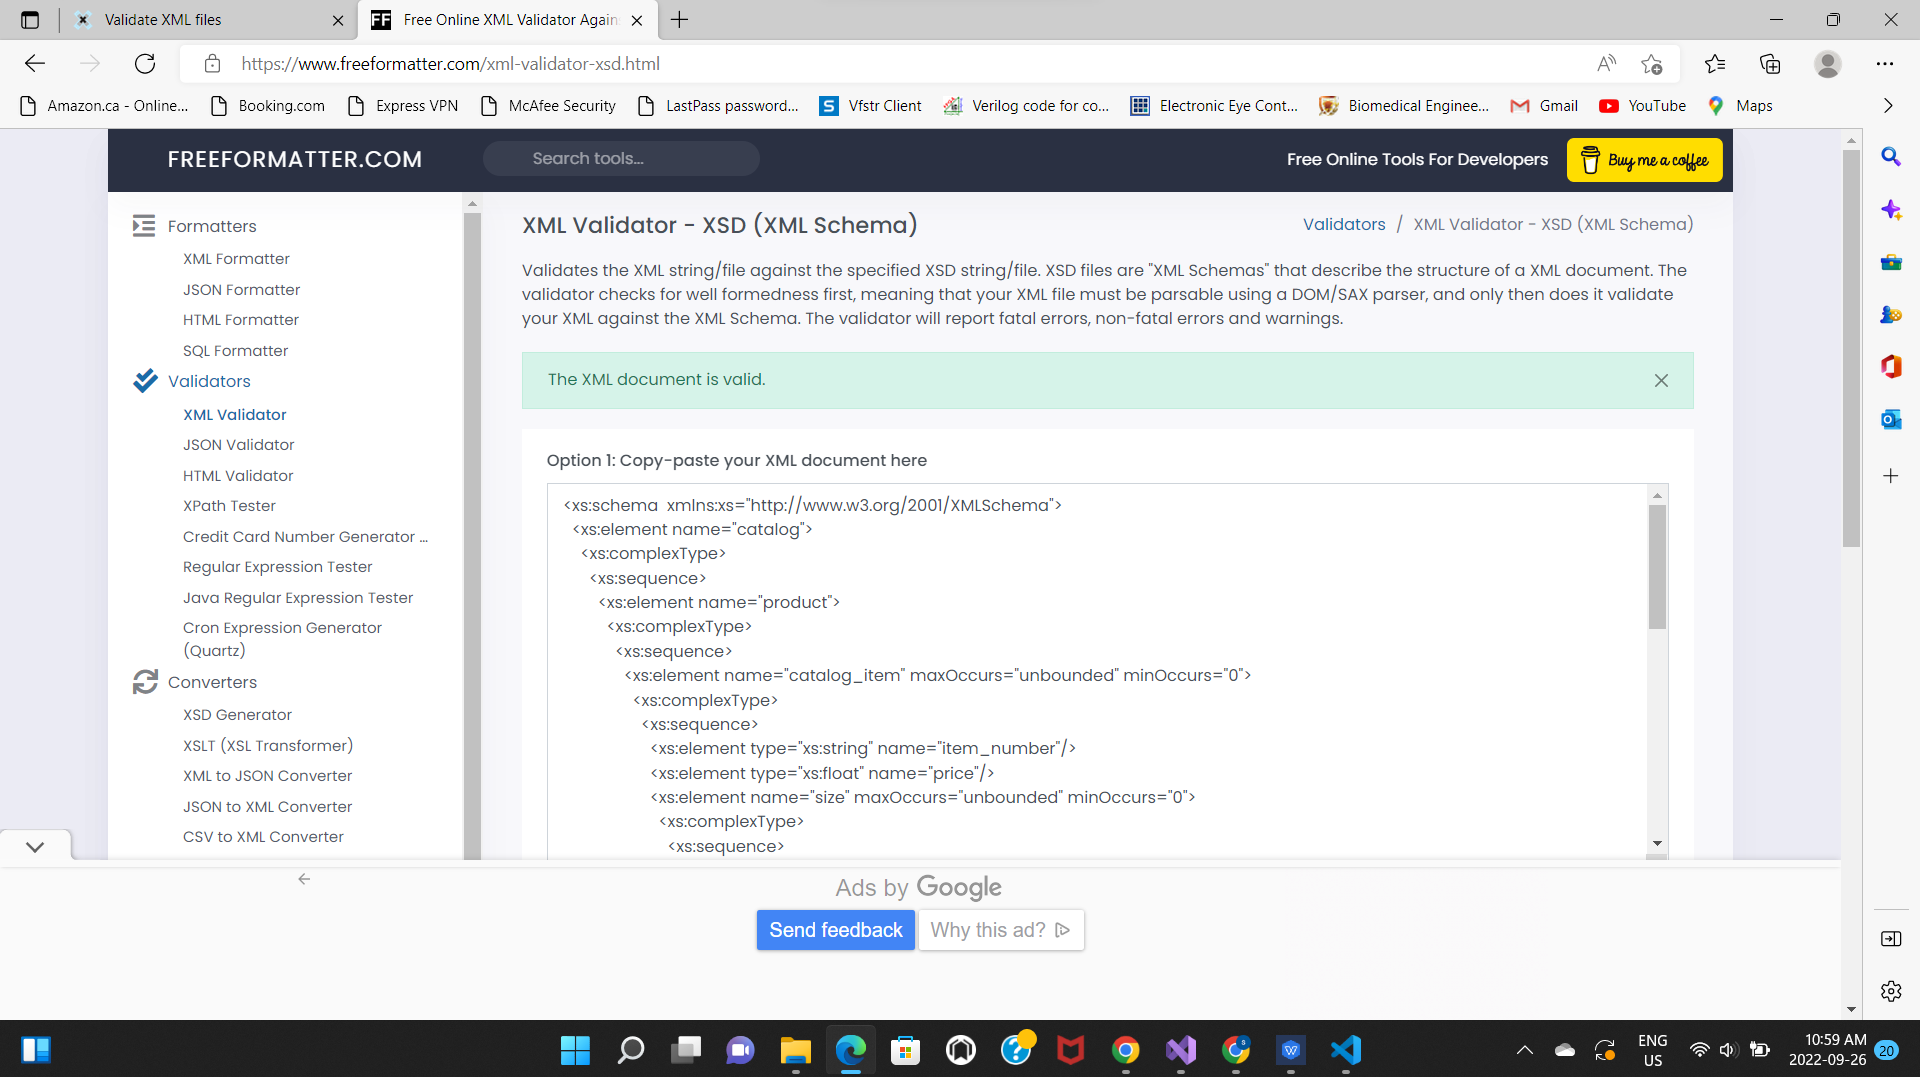 Validate XML files
Free Online XML Validator Again
https://www.freeformatter.com/xml-validator-xsd.html
Amazon.ca - Online...
Booking.com
Express VPN
McAfee Security
LastPass password...
Vfstr Client
Verilog code for co...
Electronic Eye Cont...
Biomedical Enginee...
Gmail
YouTube
Maps
FREEFORMATTER.COM
Search tools...
Free Online Tools For Developers
Buy me a coffee
Formatters
XML Formatter
JSON Formatter
HTML Formatter
SQL Formatter
Validators
XML Validator
JSON Validator
HTML Validator
XPath Tester
Credit Card Number Generator ...
Regular Expression Tester
Java Regular Expression Tester
Cron Expression Generator
(Quartz)
Converters
XSD Generator
XSLT (XSL Transformer)
XML to JSON Converter
JSON to XML Converter
CSV to XML Converter
XML Validator - XSD (XML Schema)
Validators / XML Validator - XSD (XML Schema)
Validates the XML string/file against the specified XSD string/file. XSD files are "XML Schemas" that describe the structure of a XML document. The
validator checks for well formedness first, meaning that your XML file must be parsable using a DOM/SAX parser, and only then does it validate
your XML against the XML Schema. The validator will report fatal errors, non-fatal errors and warnings.
The XML document is valid.
Option 1: Copy-paste your XML document here
<xs:schema  xmlns:xs="http://www.w3.org/2001/XMLSchema">
<xs:element name="catalog">
<xs:complexType>
<xs:sequence>
<xs:element name="product">
<xs:complexType>
<xs:sequence>
<xs:element name="catalog_item" maxOccurs="unbounded" minOccurs="0">
<xs:complexType>
<xs:sequence>
<xs:element type="xs:string" name="item_number"/>
<xs:element type="xs:float" name="price"/>
<xs:element name="size" maxOccurs="unbounded" minOccurs="0">
<xs:complexType>
<xs:sequence>
Ads by Google
Send feedback
Why this ad?
ENG
US
10:59 AM
2022-09-26
20